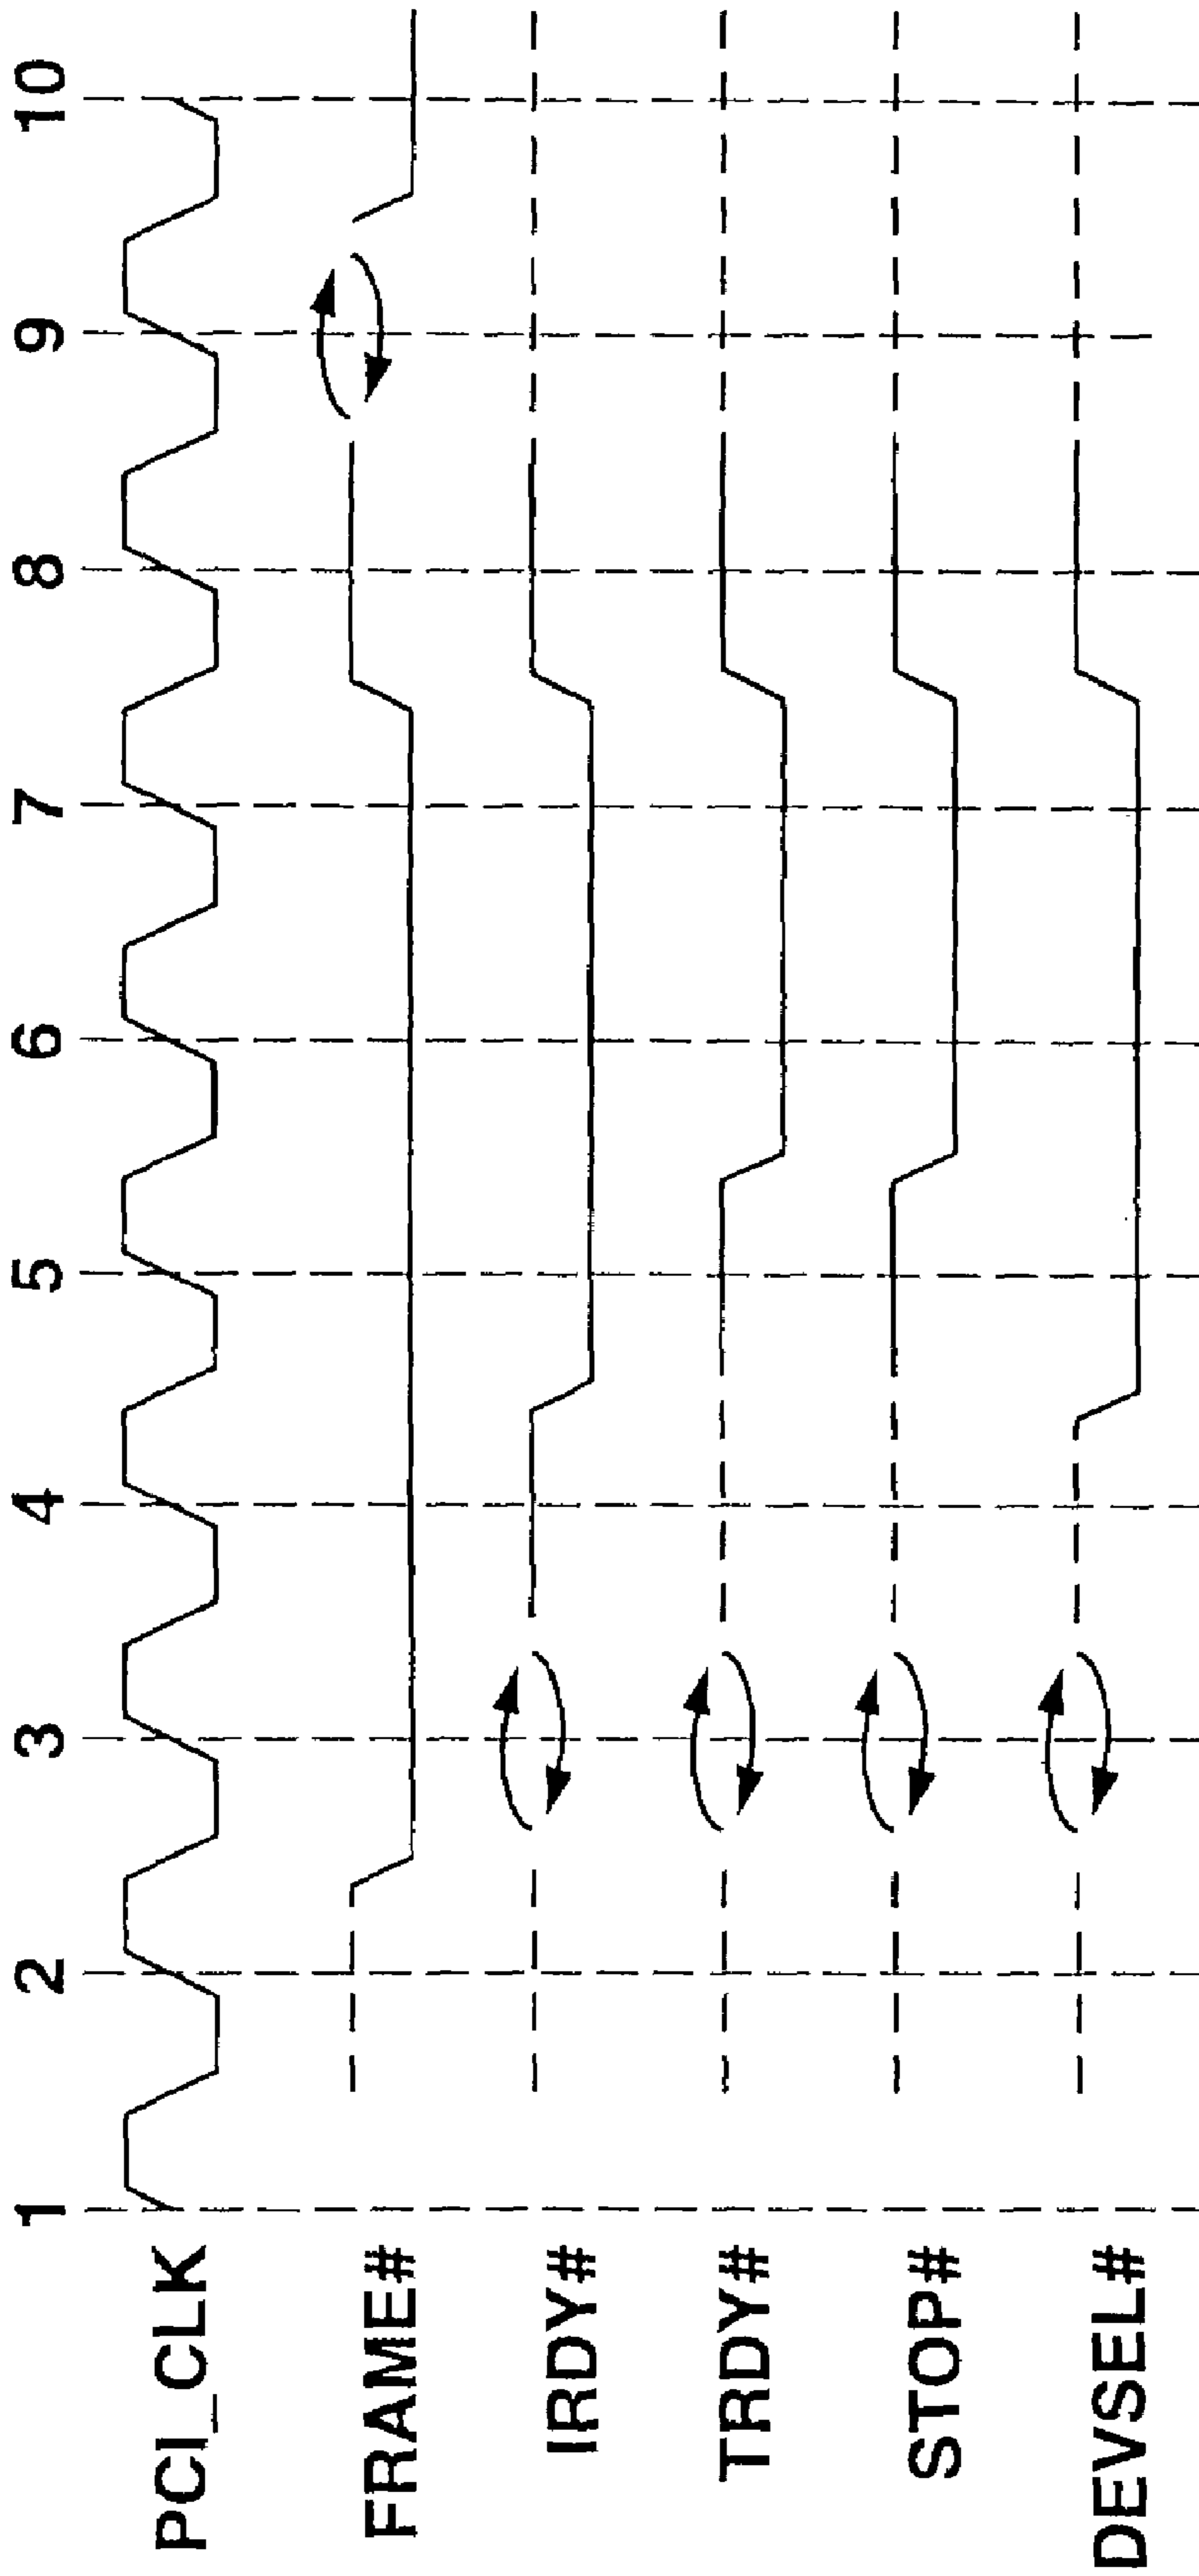 1 2 3 4 5 6 7 8 9 10
PCI_CLK
FRAME#
IRDY#
TRDY#
STOP#
DEVSEL#